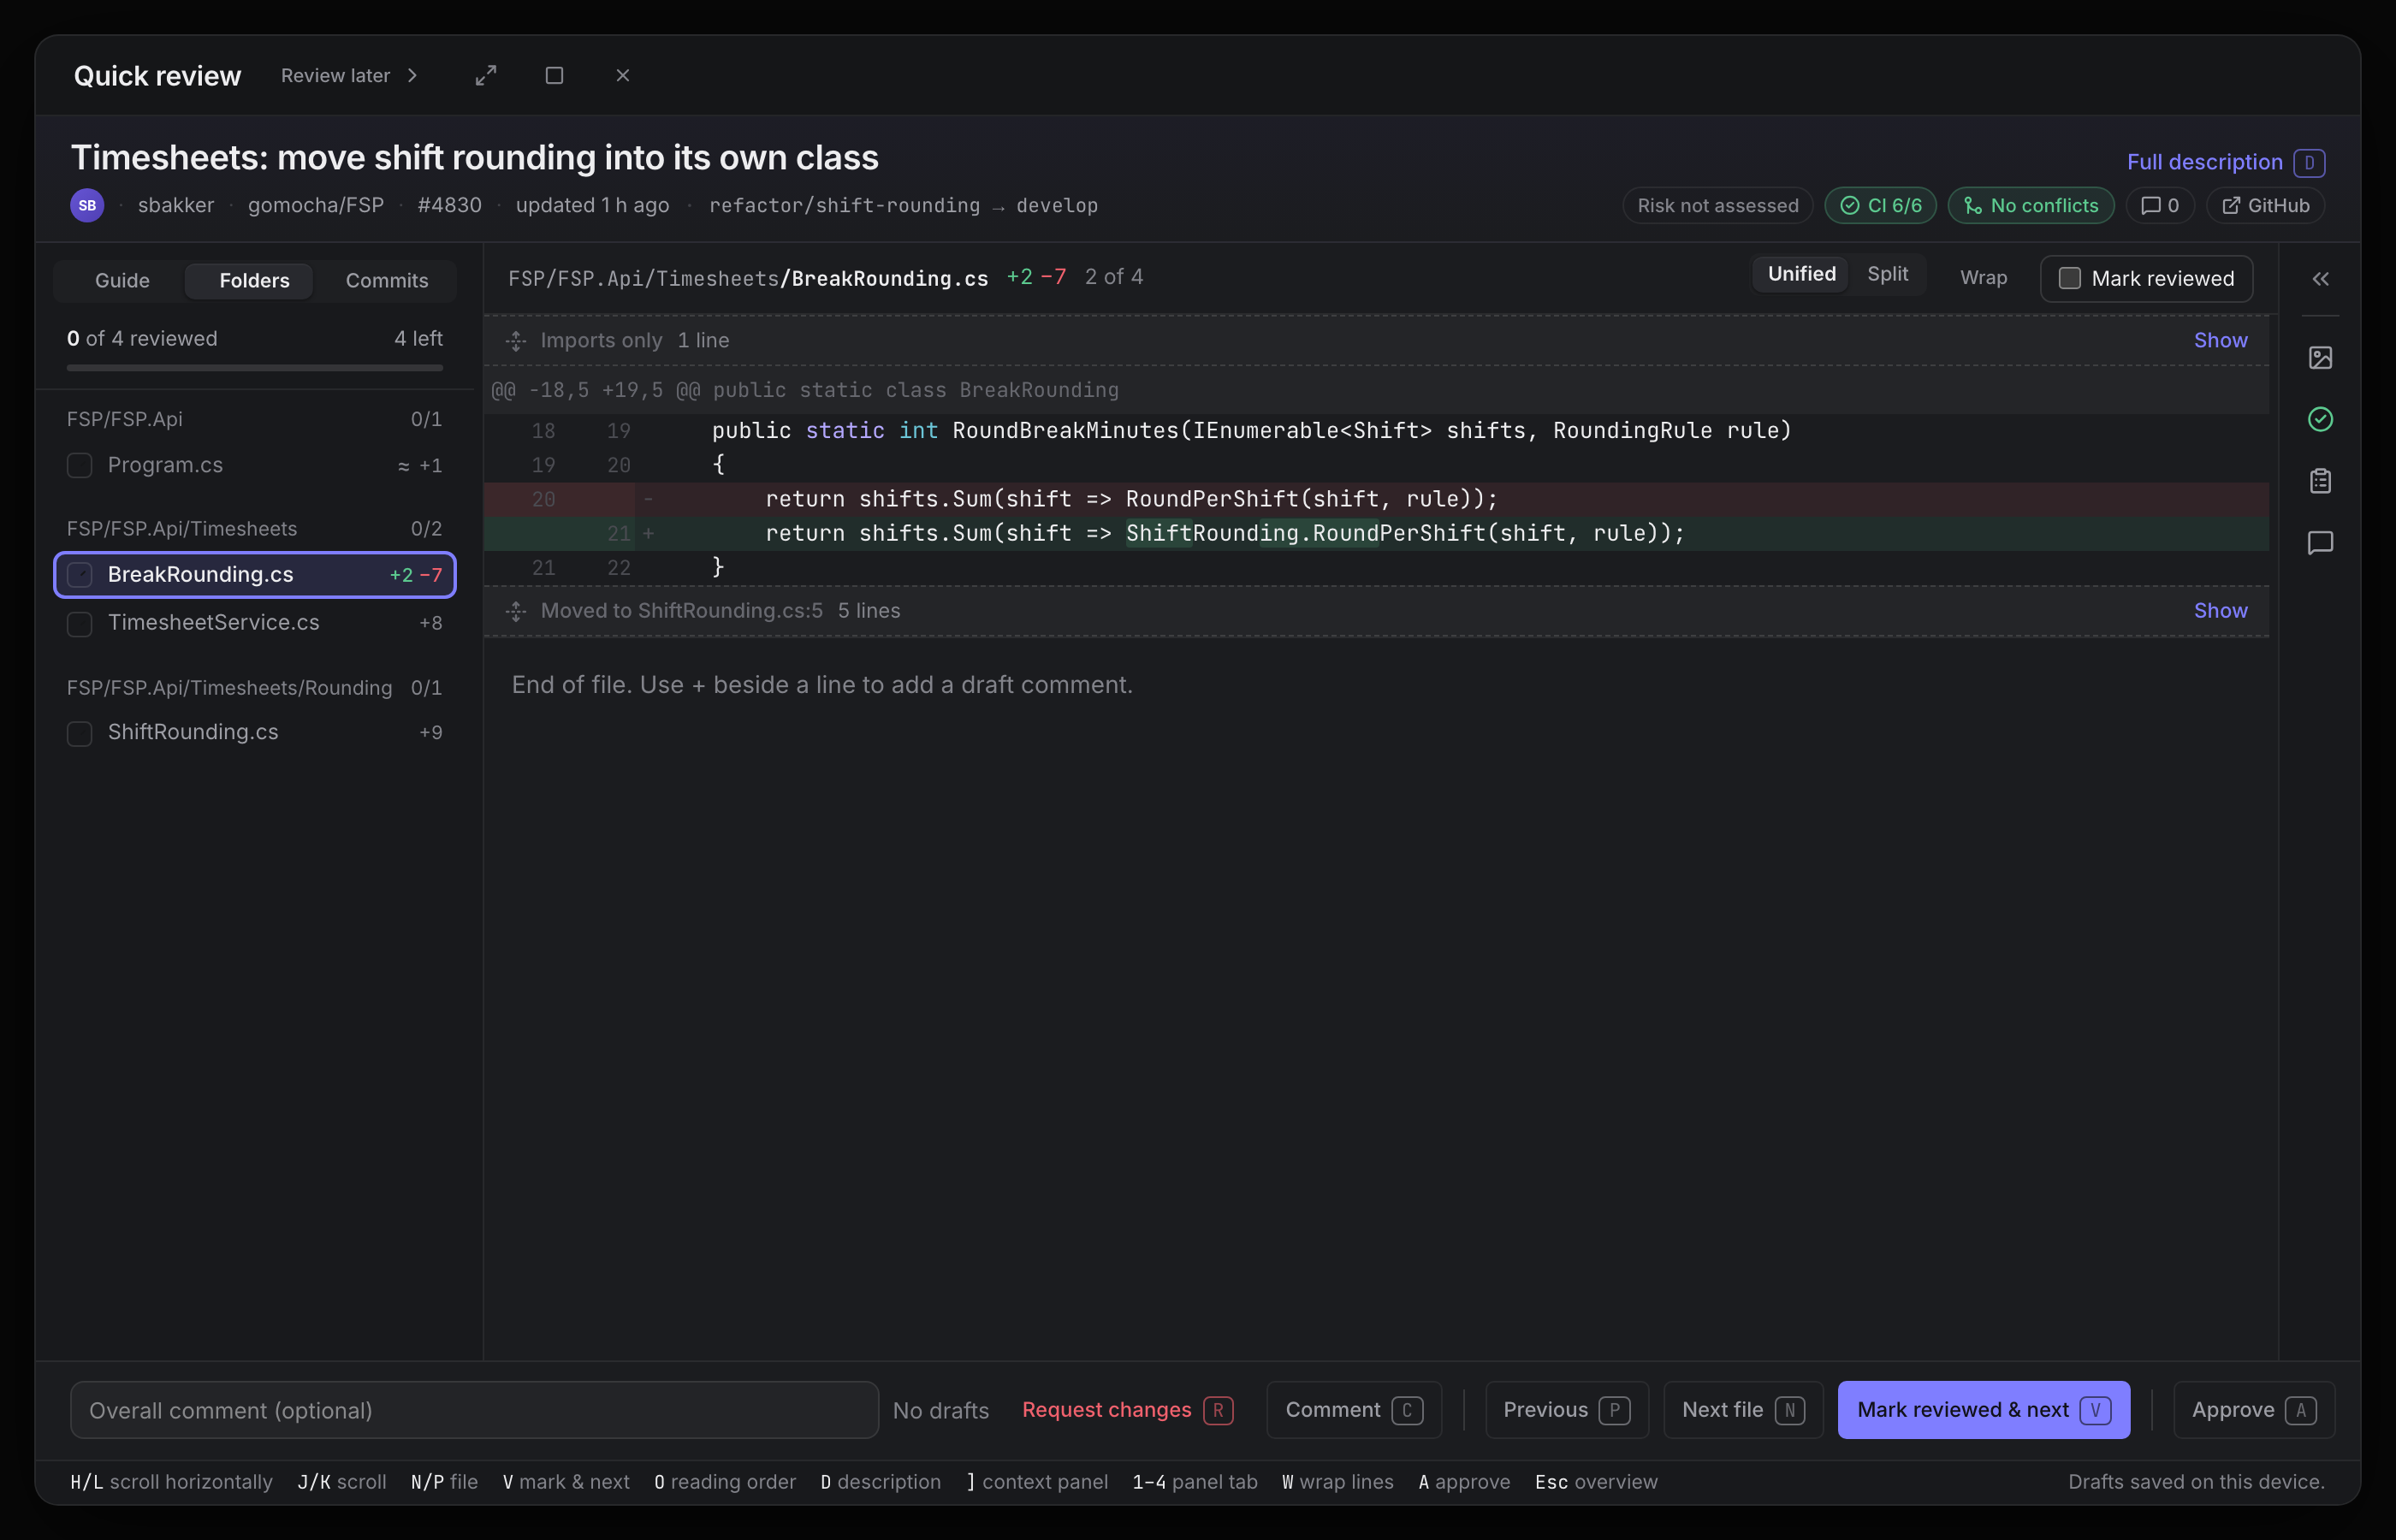 Quick review Review later
Timesheets: move shift rounding into its own class
Full description D
SB · sbakker · gomocha/FSP · #4830 · updated 1 h ago · refactor/shift-rounding → develop
Risk not assessed CI 6/6 No conflicts 0 GitHub
Guide Folders Commits
0 of 4 reviewed 4 left
FSP/FSP.Api 0/1
Program.cs ≈ +1
FSP/FSP.Api/Timesheets 0/2
BreakRounding.cs +2 −7
TimesheetService.cs +8
FSP/FSP.Api/Timesheets/Rounding 0/1
ShiftRounding.cs +9
FSP/FSP.Api/Timesheets/BreakRounding.cs +2 −7 2 of 4
Unified Split Wrap Mark reviewed
Imports only 1 line Show
@@ -18,5 +19,5 @@ public static class BreakRounding
18 19 public static int RoundBreakMinutes(IEnumerable<Shift> shifts, RoundingRule rule)
19 20 {
20 - return shifts.Sum(shift => RoundPerShift(shift, rule));
21 + return shifts.Sum(shift => ShiftRounding.RoundPerShift(shift, rule));
21 22 }
Moved to ShiftRounding.cs:5 5 lines Show
End of file. Use + beside a line to add a draft comment.
Overall comment (optional) No drafts Request changes R Comment C Previous P Next file N Mark reviewed & next V Approve A
H/L scroll horizontally J/K scroll N/P file V mark & next O reading order D description ] context panel 1–4 panel tab W wrap lines A approve Esc overview Drafts saved on this device.